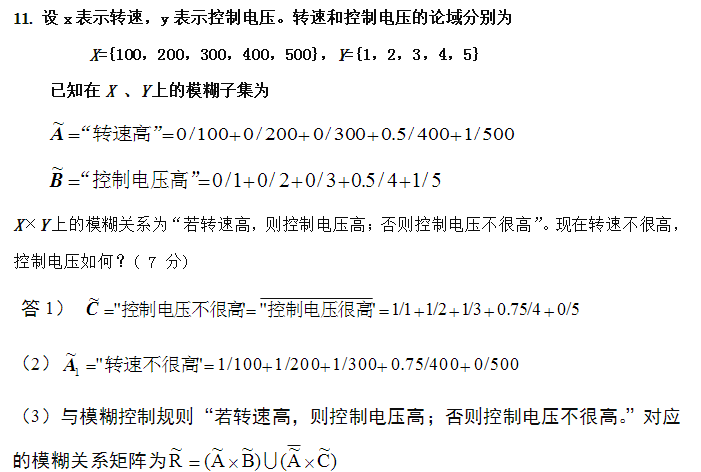 11. 设 x 表示转速，y 表示控制电压。转速和控制电压的论域分别为
X={100，200，300，400，500}，Y={1，2，3，4，5}
已知在 X 、Y 上的模糊子集为
Ã =“转速高”=0/100+0/200+0/300+0.5/400+1/500
B̃ =“控制电压高”=0/1+0/2+0/3+0.5/4+1/5
X×Y 上的模糊关系为“若转速高，则控制电压高；否则控制电压不很高”。现在转速不很高，
控制电压如何？( 7 分)
答 1） C̃ ="控制电压不很高"= "控制电压很高" = 1/1+1/2+1/3+0.75/4+0/5
（2） Ã₁ ="转速不很高"= 1/100+1/200+1/300+0.75/400+0/500
（3）与模糊控制规则“若转速高，则控制电压高；否则控制电压不很高。”对应
的模糊关系矩阵为 R̃ = (Ã × B̃) ∪ (Ã̅ × C̃)